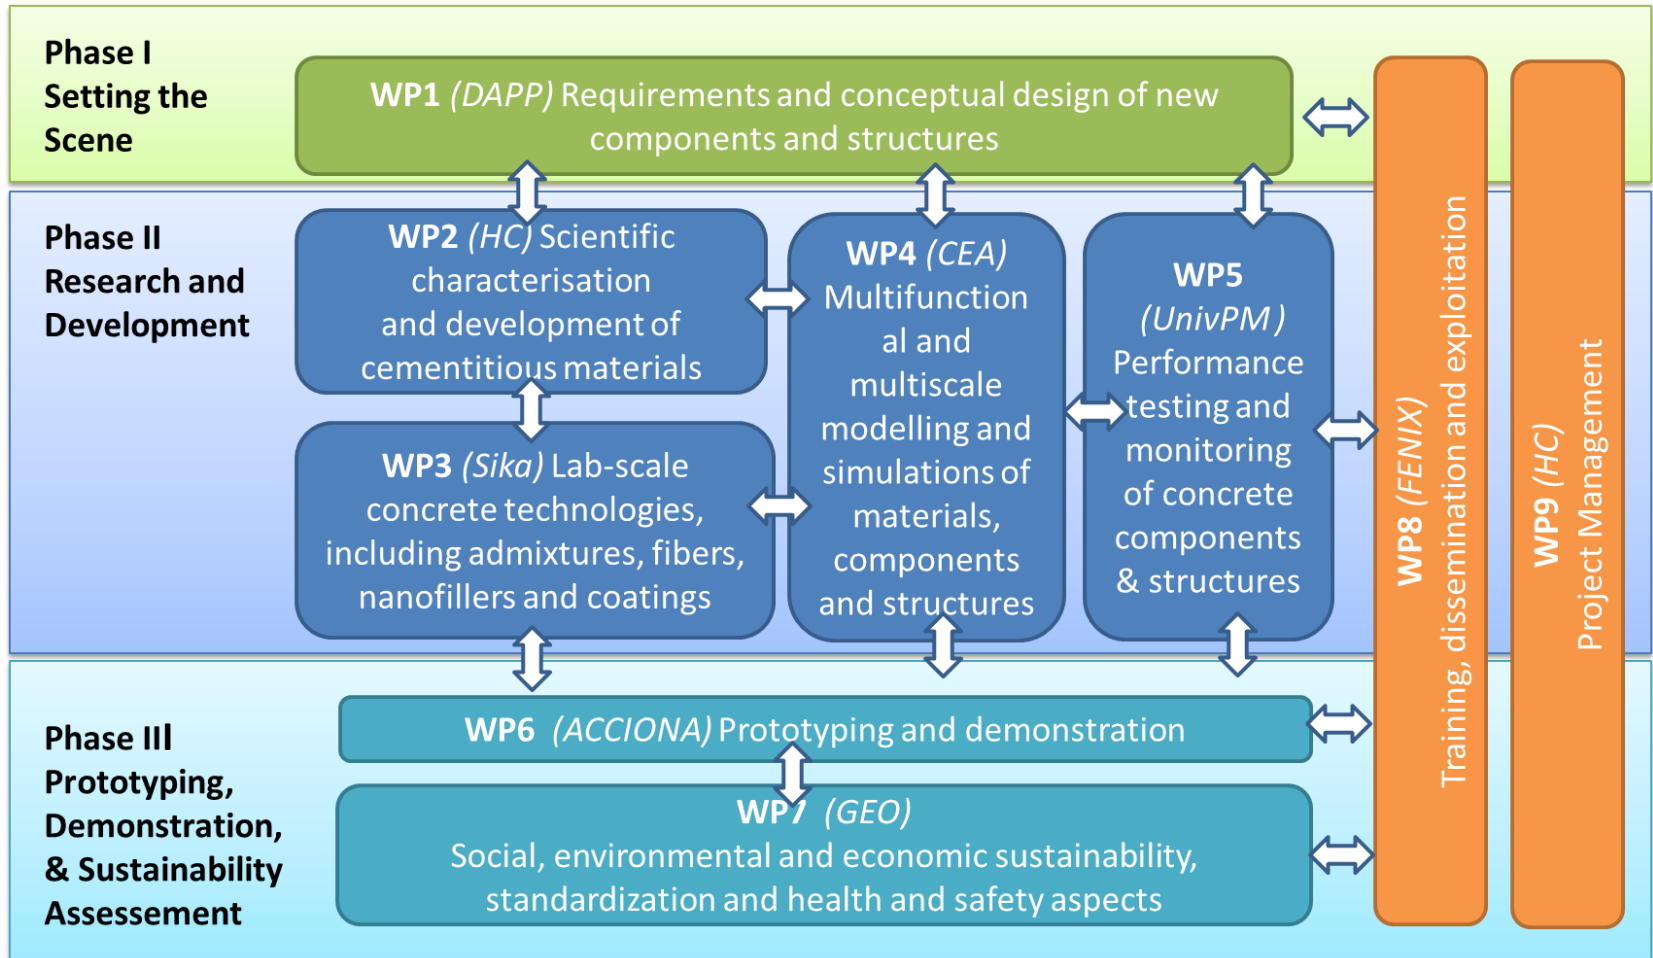 Phase I
Setting the
Scene
WP1 (DAPP) Requirements and conceptual design of new
components and structures
Phase II
Research and
Development
WP2 (HC) Scientific
characterisation
and development of
cementitious materials
WP3 (Sika) Lab-scale
concrete technologies,
including admixtures, fibers,
nanofillers and coatings
WP4 (CEA)
Multifunction
al and
multiscale
modelling and
simulations of
materials,
components
and structures
WP5
(UnivPM)
Performance
testing and
monitoring
of concrete
components
& structures
Phase III
Prototyping,
Demonstration,
& Sustainability
Assessement
WP6 (ACCIONA) Prototyping and demonstration
WP7 (GEO)
Social, environmental and economic sustainability,
standardization and health and safety aspects
WP8 (FENIX)
Training, dissemination and exploitation
WP9 (HC)
Project Management